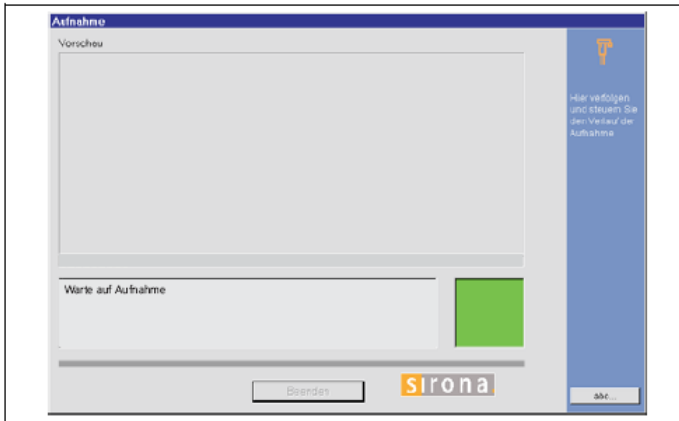 Aufnahme
Vorschau
Hier verfolgen
und steuern Sie
den Verlauf der
Aufnahme
Warte auf Aufnahme
Beenden
sirona
abc...